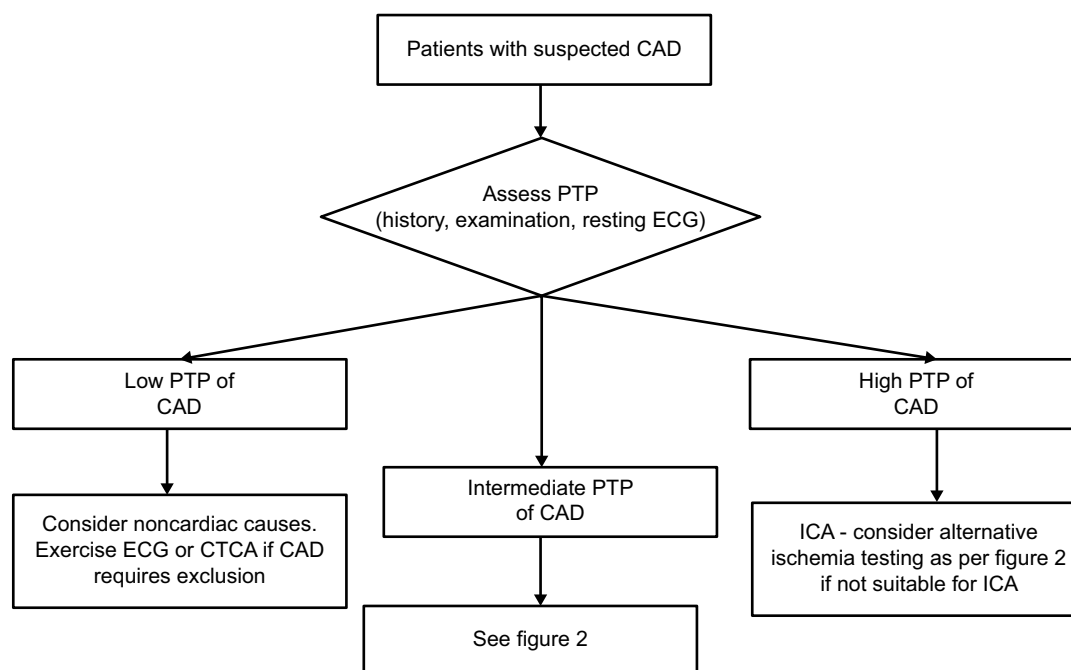 Patients with suspected CAD
Assess PTP
(history, examination, resting ECG)
Low PTP of
CAD
High PTP of
CAD
Intermediate PTP
of CAD
Consider noncardiac causes.
Exercise ECG or CTCA if CAD
requires exclusion
ICA - consider alternative
ischemia testing as per figure 2
if not suitable for ICA
See figure 2